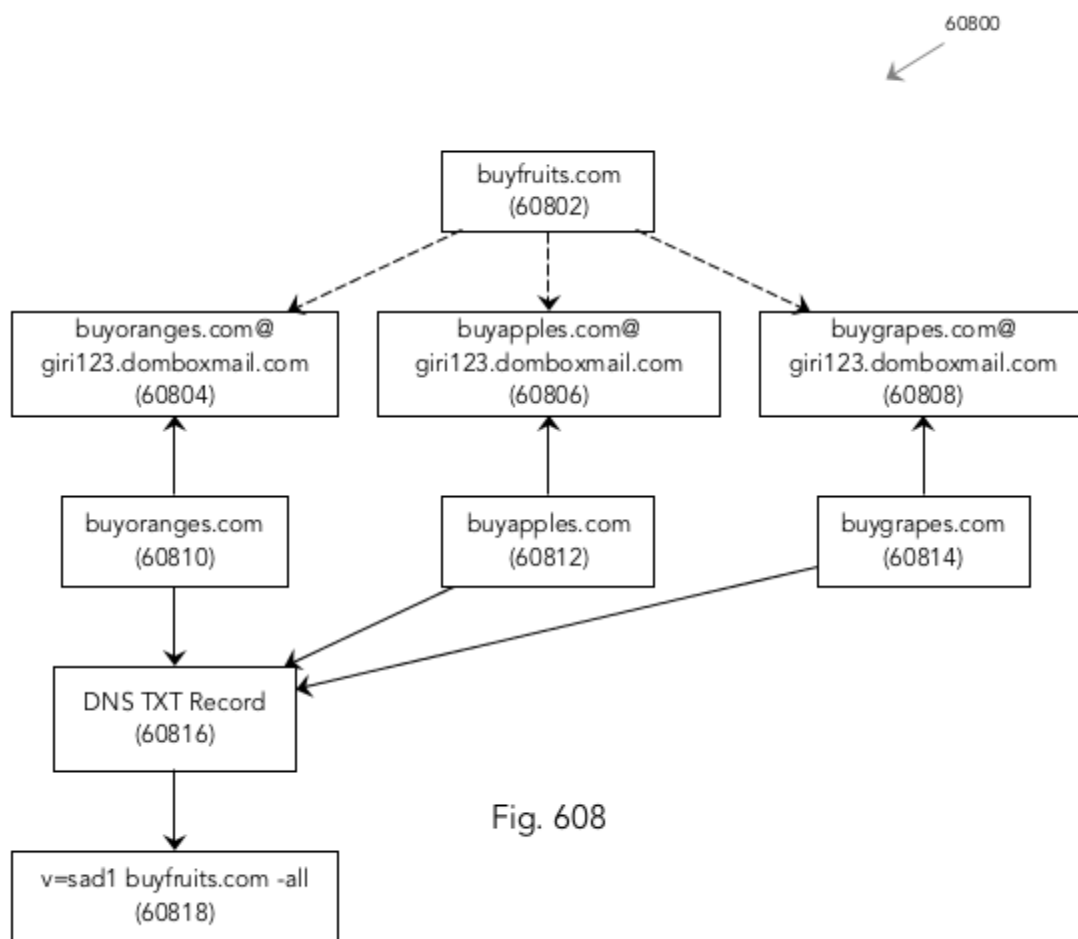 60800
buyfruits.com
(60802)
buyoranges.com@
giri123.domboxmail.com
(60804)
buyapples.com@
giri123.domboxmail.com
(60806)
buygrapes.com@
giri123.domboxmail.com
(60808)
buyoranges.com
(60810)
buyapples.com
(60812)
buygrapes.com
(60814)
DNS TXT Record
(60816)
Fig. 608
v=sad1 buyfruits.com -all
(60818)